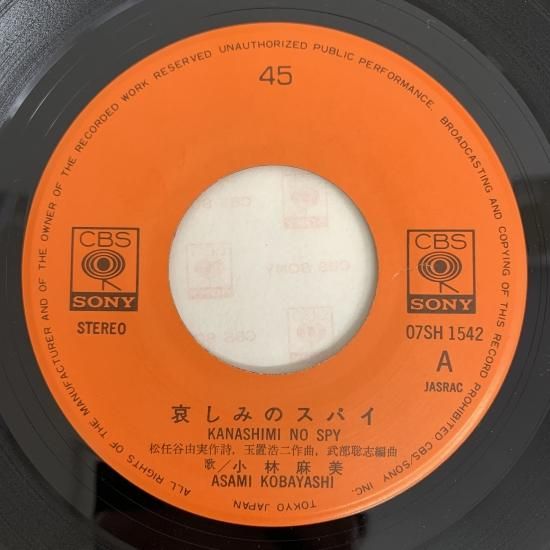 ALL RIGHTS OF THE MANUFACTURER AND OF THE OWNER OF THE RECORDED WORK RESERVED UNAUTHORIZED PUBLIC PERFORMANCE. BROADCASTING AND COPYING OF THIS RECORD PROHIBITED CBS/SONY INC.
45
CBS
SONY
STEREO
CBS
SONY
07SH 1542
A
JASRAC
哀しみのスパイ
KANASHIMI NO SPY
松任谷由実作詩, 玉置浩二作曲, 武部聡志編曲
歌／小林麻美
ASAMI KOBAYASHI
TOKYO JAPAN
CBS SONY